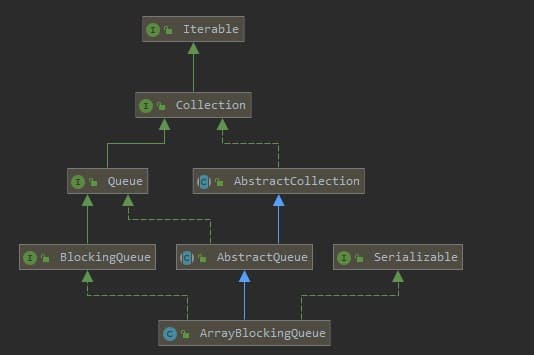 I Iterable
I Collection
I Queue
C AbstractCollection
I BlockingQueue
C AbstractQueue
I Serializable
C ArrayBlockingQueue